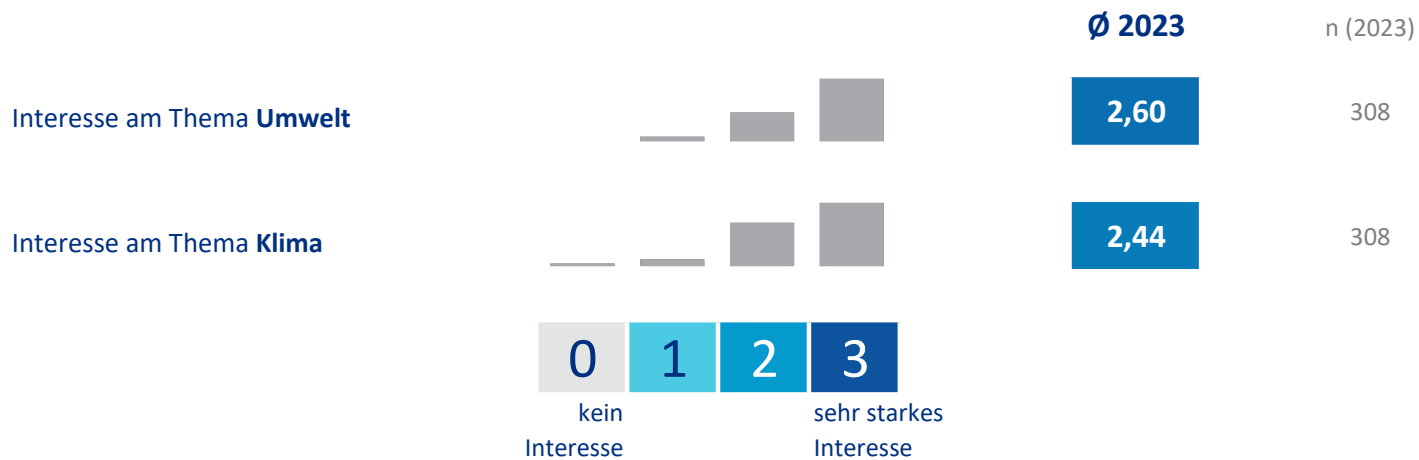 Ø 2023 n (2023)
Interesse am Thema Umwelt 2,60 308
Interesse am Thema Klima 2,44 308
0 1 2 3
kein sehr starkes
Interesse Interesse